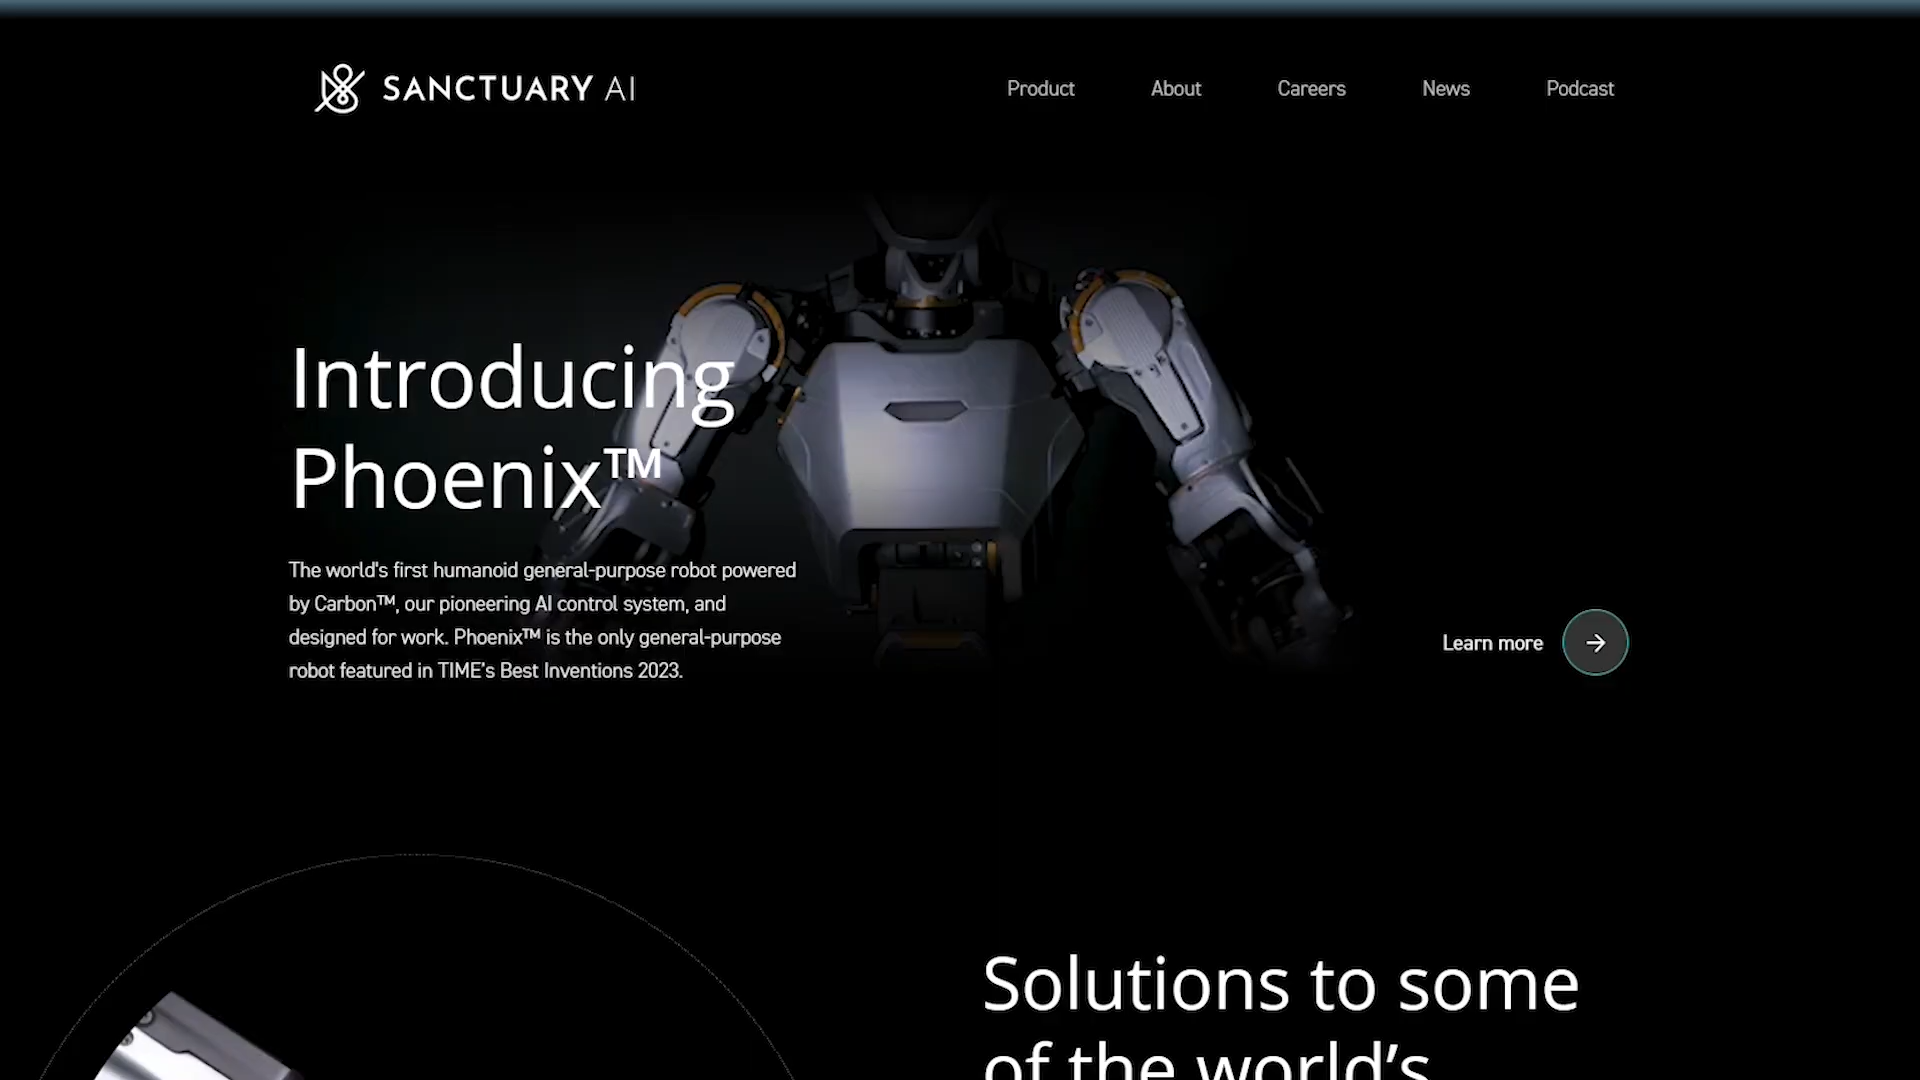 SANCTUARY AI
Product
About
Careers
News
Podcast
Introducing
Phoenix™
The world's first humanoid general-purpose robot powered
by Carbon™, our pioneering AI control system, and
designed for work. Phoenix™ is the only general-purpose
robot featured in TIME's Best Inventions 2023.
Learn more
Solutions to some
of the world's